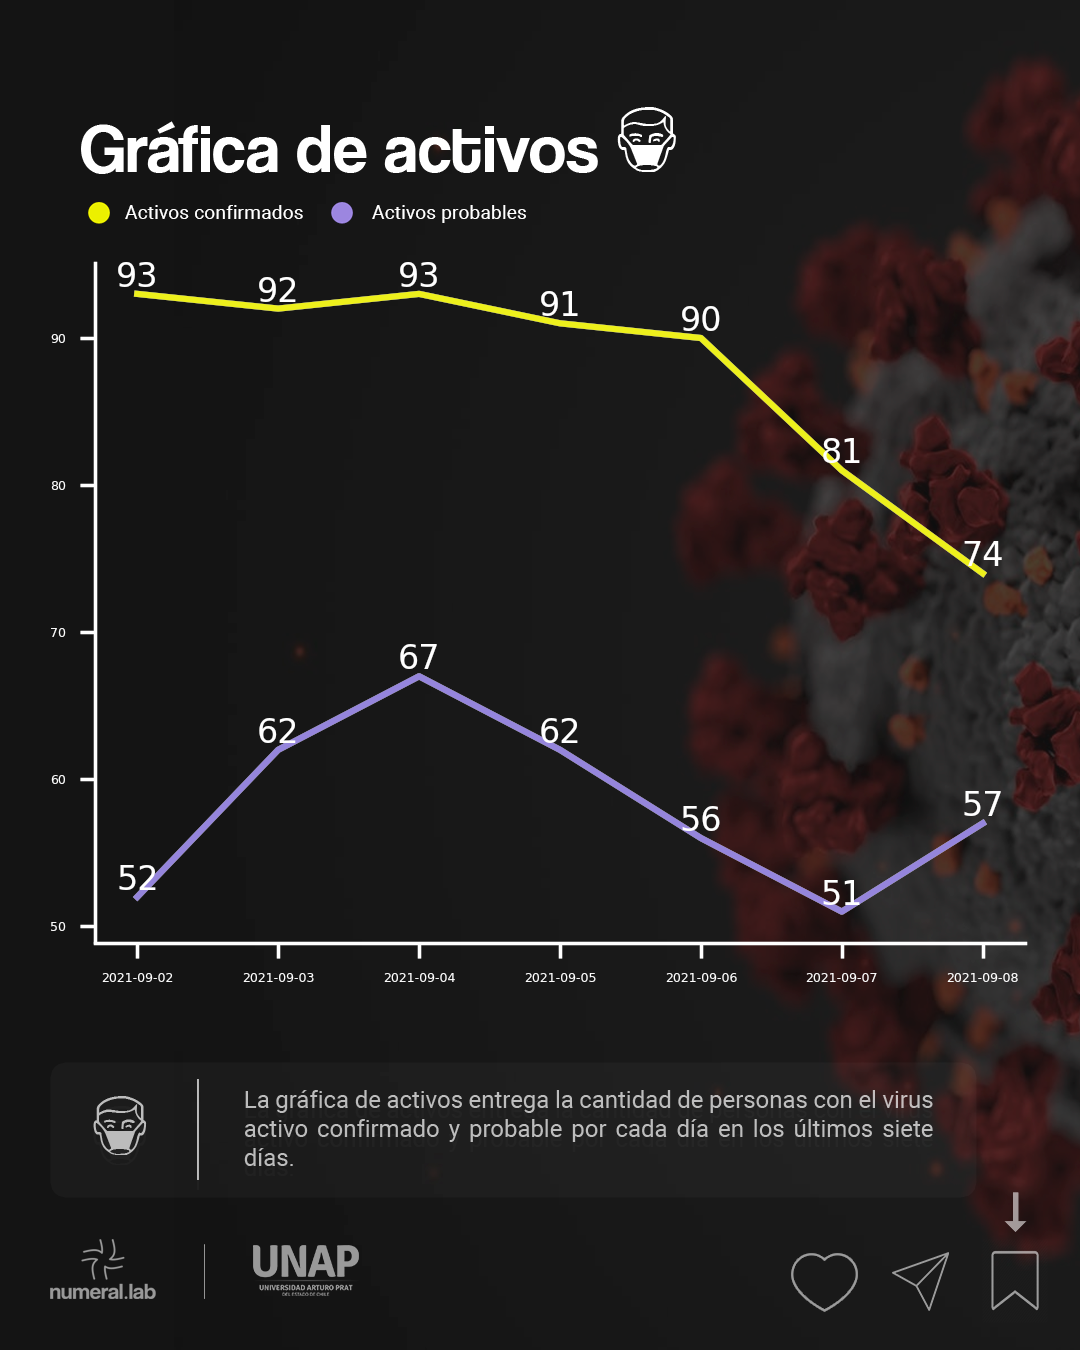 Gráfica de activos
Activos confirmados Activos probables
93 92 93 91 90 81 74
52 62 67 62 56 51 57
90
80
70
60
50
2021-09-02 2021-09-03 2021-09-04 2021-09-05 2021-09-06 2021-09-07 2021-09-08
La gráfica de activos entrega la cantidad de personas con el virus
activo confirmado y probable por cada día en los últimos siete
días.
numeral.lab
UNAP
UNIVERSIDAD ARTURO PRAT
DEL ESTADO DE CHILE